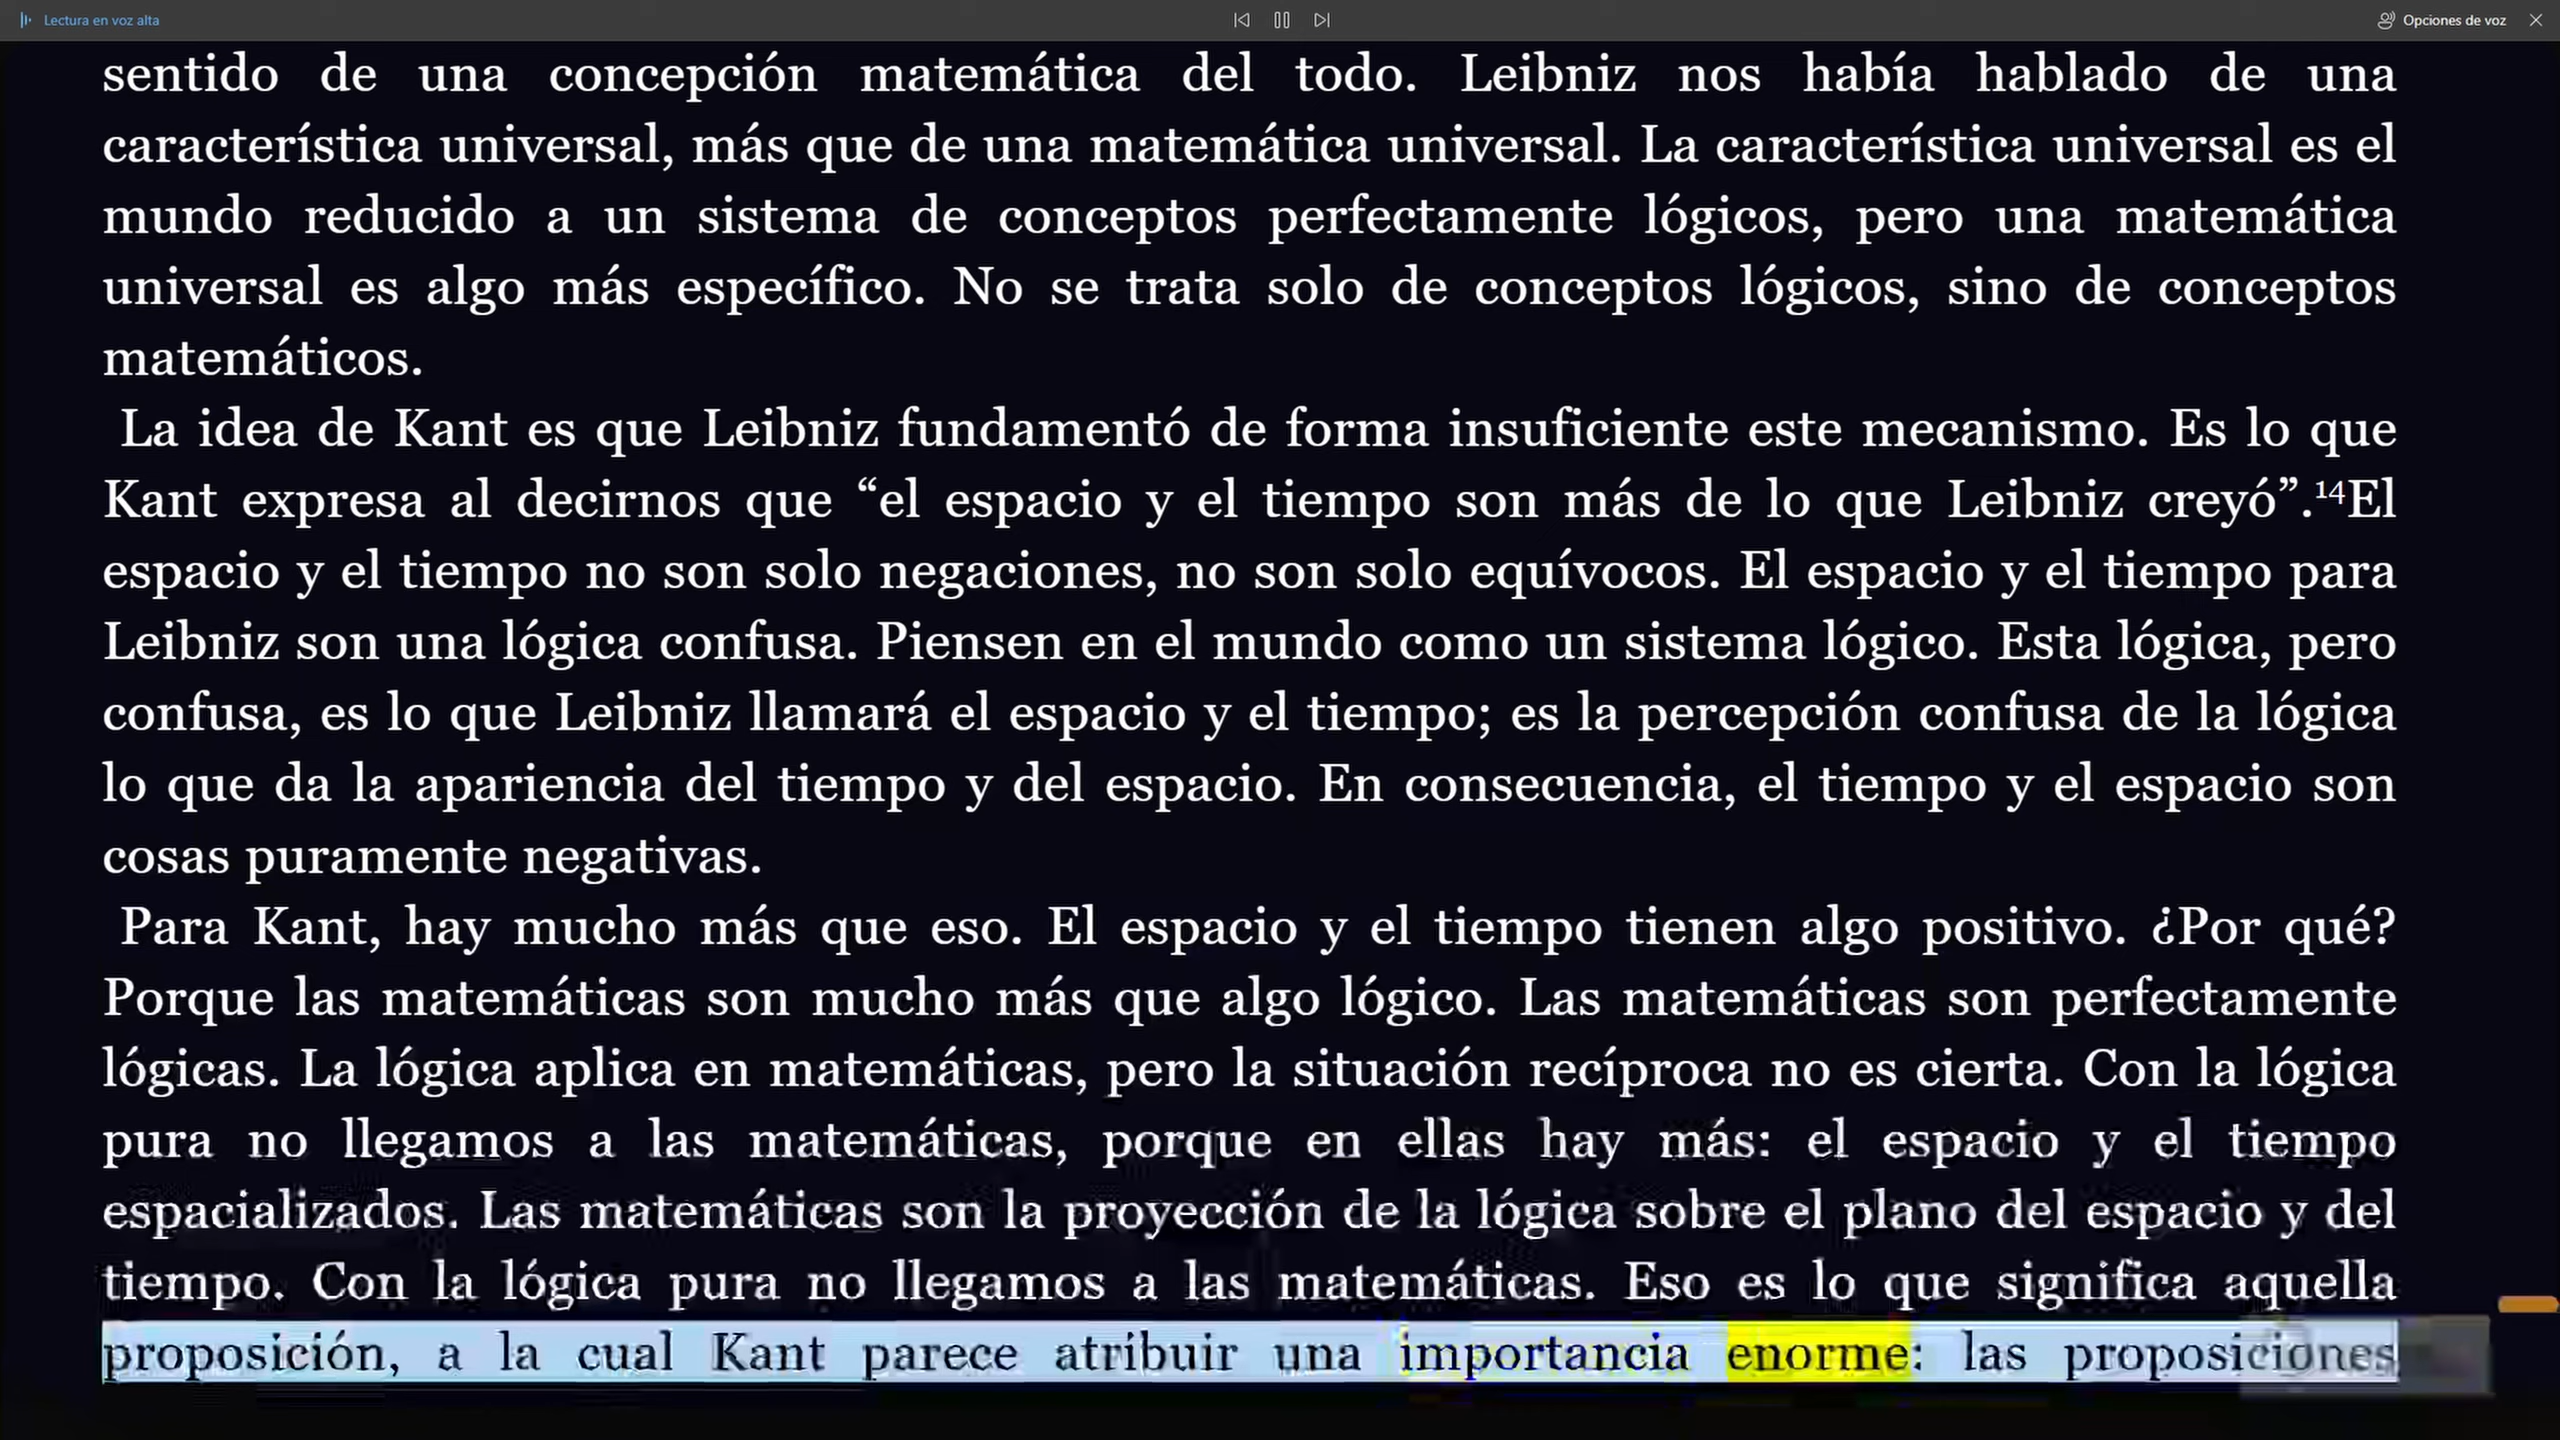 Lectura en voz alta
Opciones de voz
sentido de una concepción matemática del todo. Leibniz nos había hablado de una
característica universal, más que de una matemática universal. La característica universal es el
mundo reducido a un sistema de conceptos perfectamente lógicos, pero una matemática
universal es algo más específico. No se trata solo de conceptos lógicos, sino de conceptos
matemáticos.
La idea de Kant es que Leibniz fundamentó de forma insuficiente este mecanismo. Es lo que
Kant expresa al decirnos que “el espacio y el tiempo son más de lo que Leibniz creyó”.¹⁴El
espacio y el tiempo no son solo negaciones, no son solo equívocos. El espacio y el tiempo para
Leibniz son una lógica confusa. Piensen en el mundo como un sistema lógico. Esta lógica, pero
confusa, es lo que Leibniz llamará el espacio y el tiempo; es la percepción confusa de la lógica
lo que da la apariencia del tiempo y del espacio. En consecuencia, el tiempo y el espacio son
cosas puramente negativas.
Para Kant, hay mucho más que eso. El espacio y el tiempo tienen algo positivo. ¿Por qué?
Porque las matemáticas son mucho más que algo lógico. Las matemáticas son perfectamente
lógicas. La lógica aplica en matemáticas, pero la situación recíproca no es cierta. Con la lógica
pura no llegamos a las matemáticas, porque en ellas hay más: el espacio y el tiempo
espacializados. Las matemáticas son la proyección de la lógica sobre el plano del espacio y del
tiempo. Con la lógica pura no llegamos a las matemáticas. Eso es lo que significa aquella
proposición, a la cual Kant parece atribuir una importancia enorme: las proposiciones